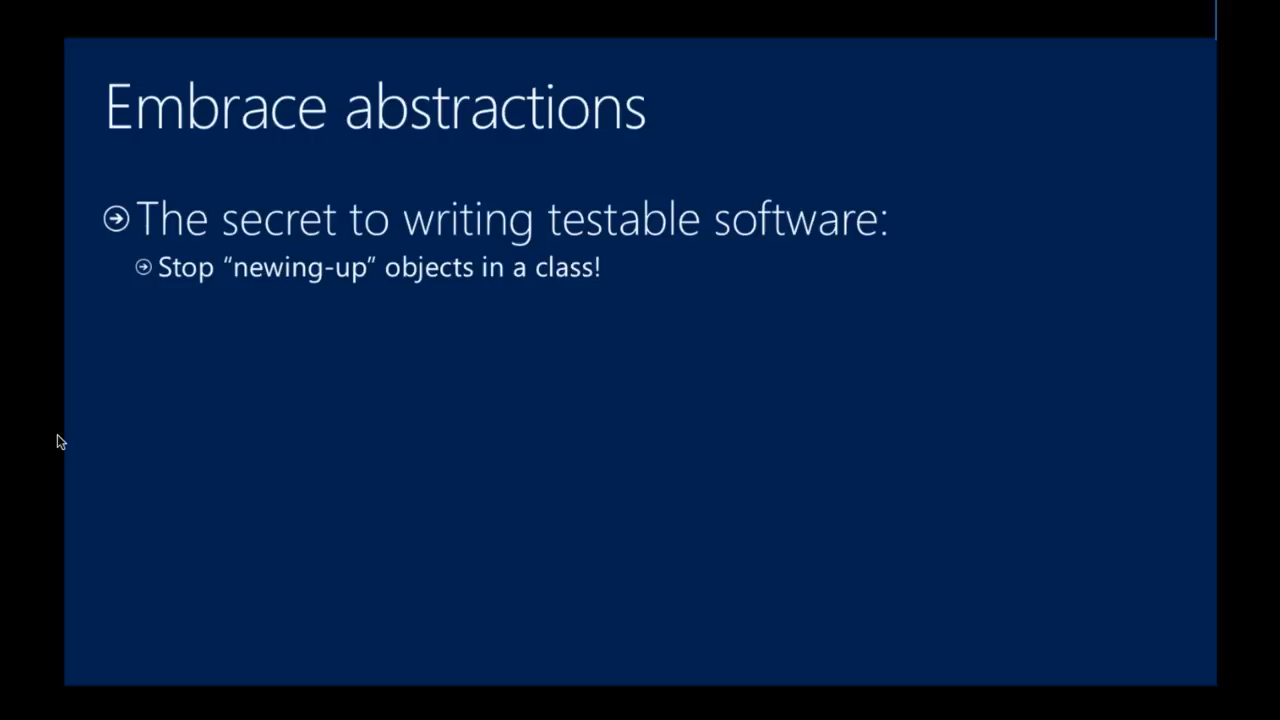 Embrace abstractions
The secret to writing testable software:
Stop “newing-up” objects in a class!